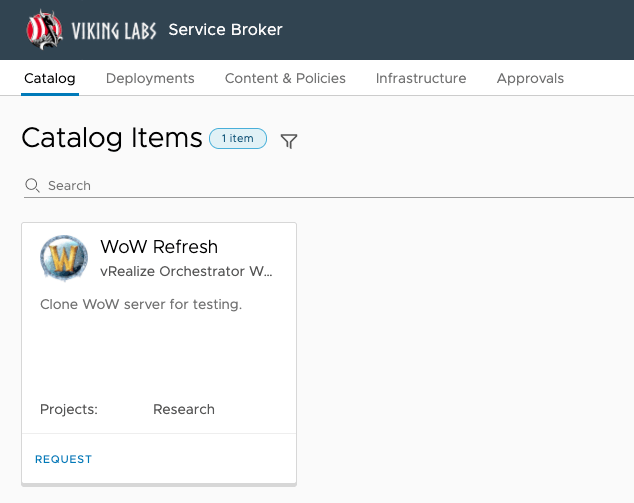 VIKING LABS Service Broker
Catalog Deployments Content & Policies Infrastructure Approvals
Catalog Items 1 item
Search
W WoW Refresh
vRealize Orchestrator W...
Clone WoW server for testing.
Projects: Research
REQUEST